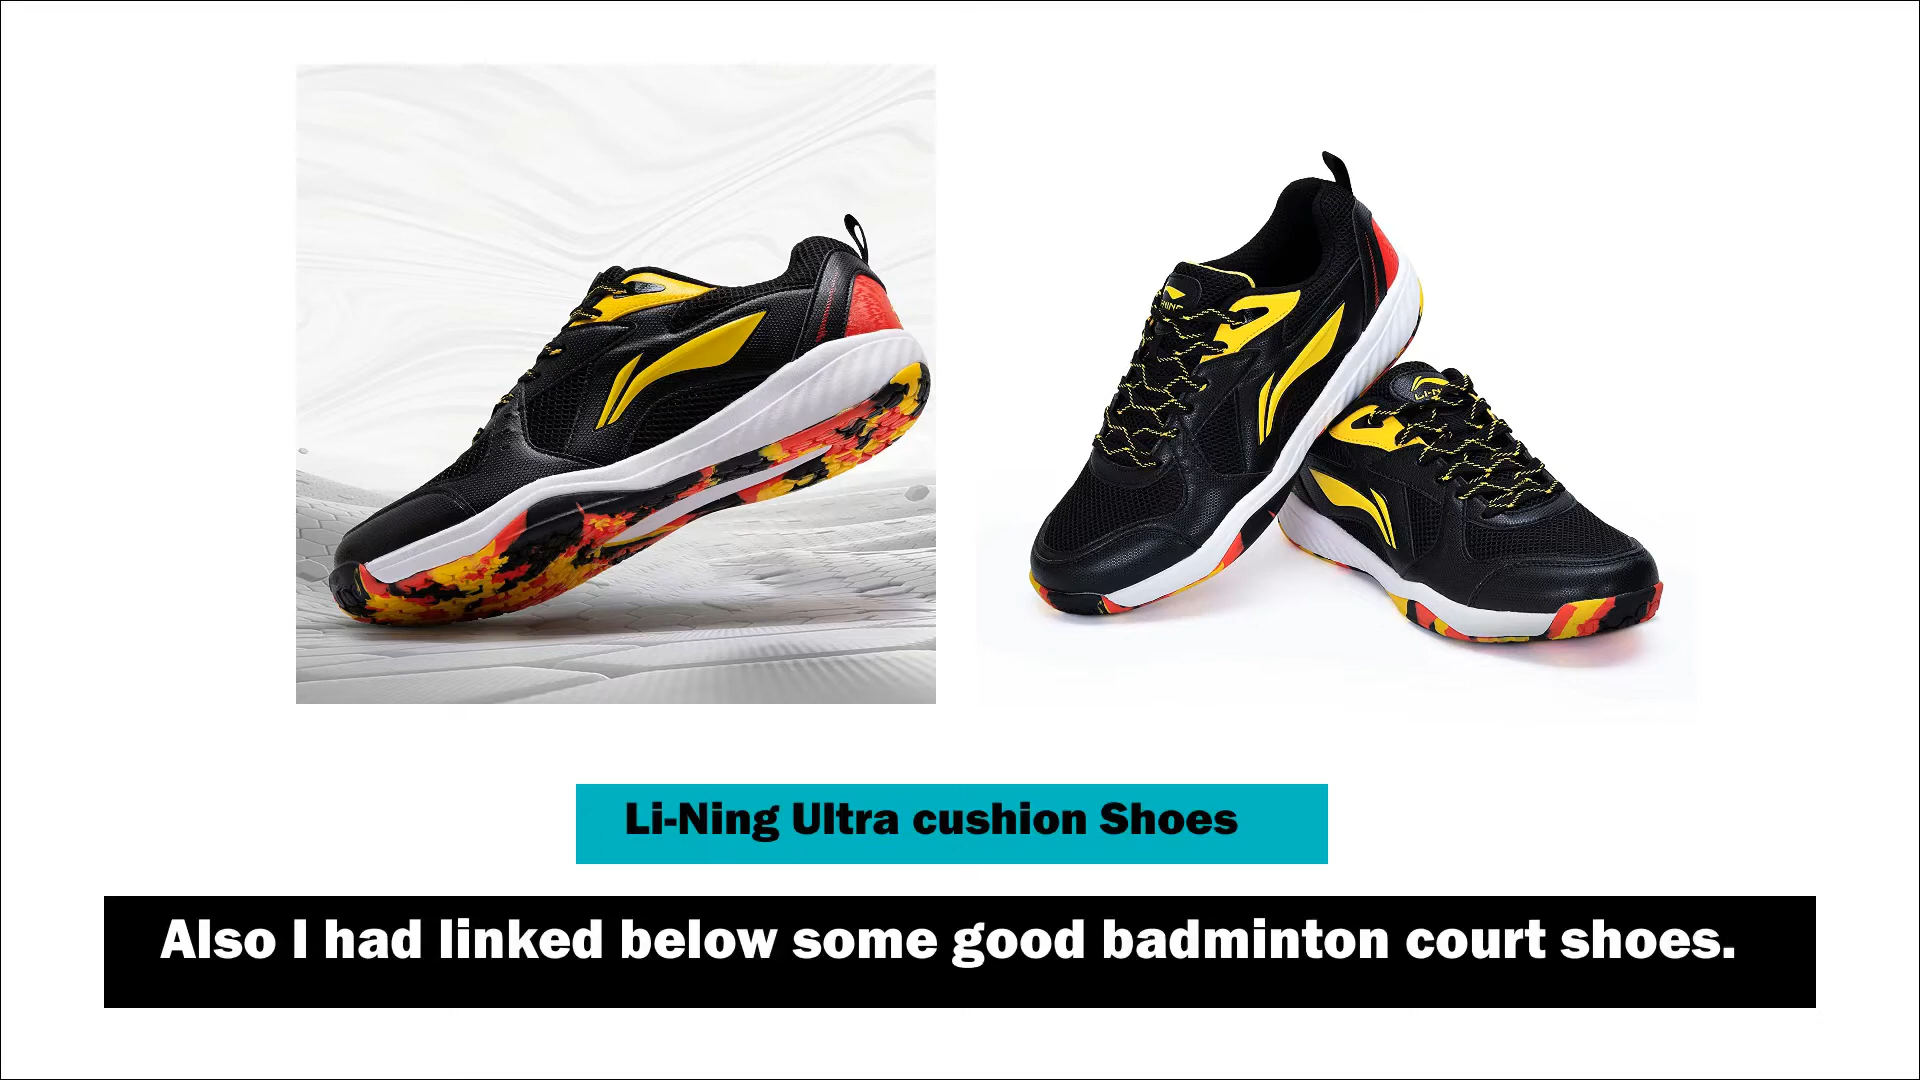 Li-Ning Ultra cushion Shoes
Also I had linked below some good badminton court shoes.